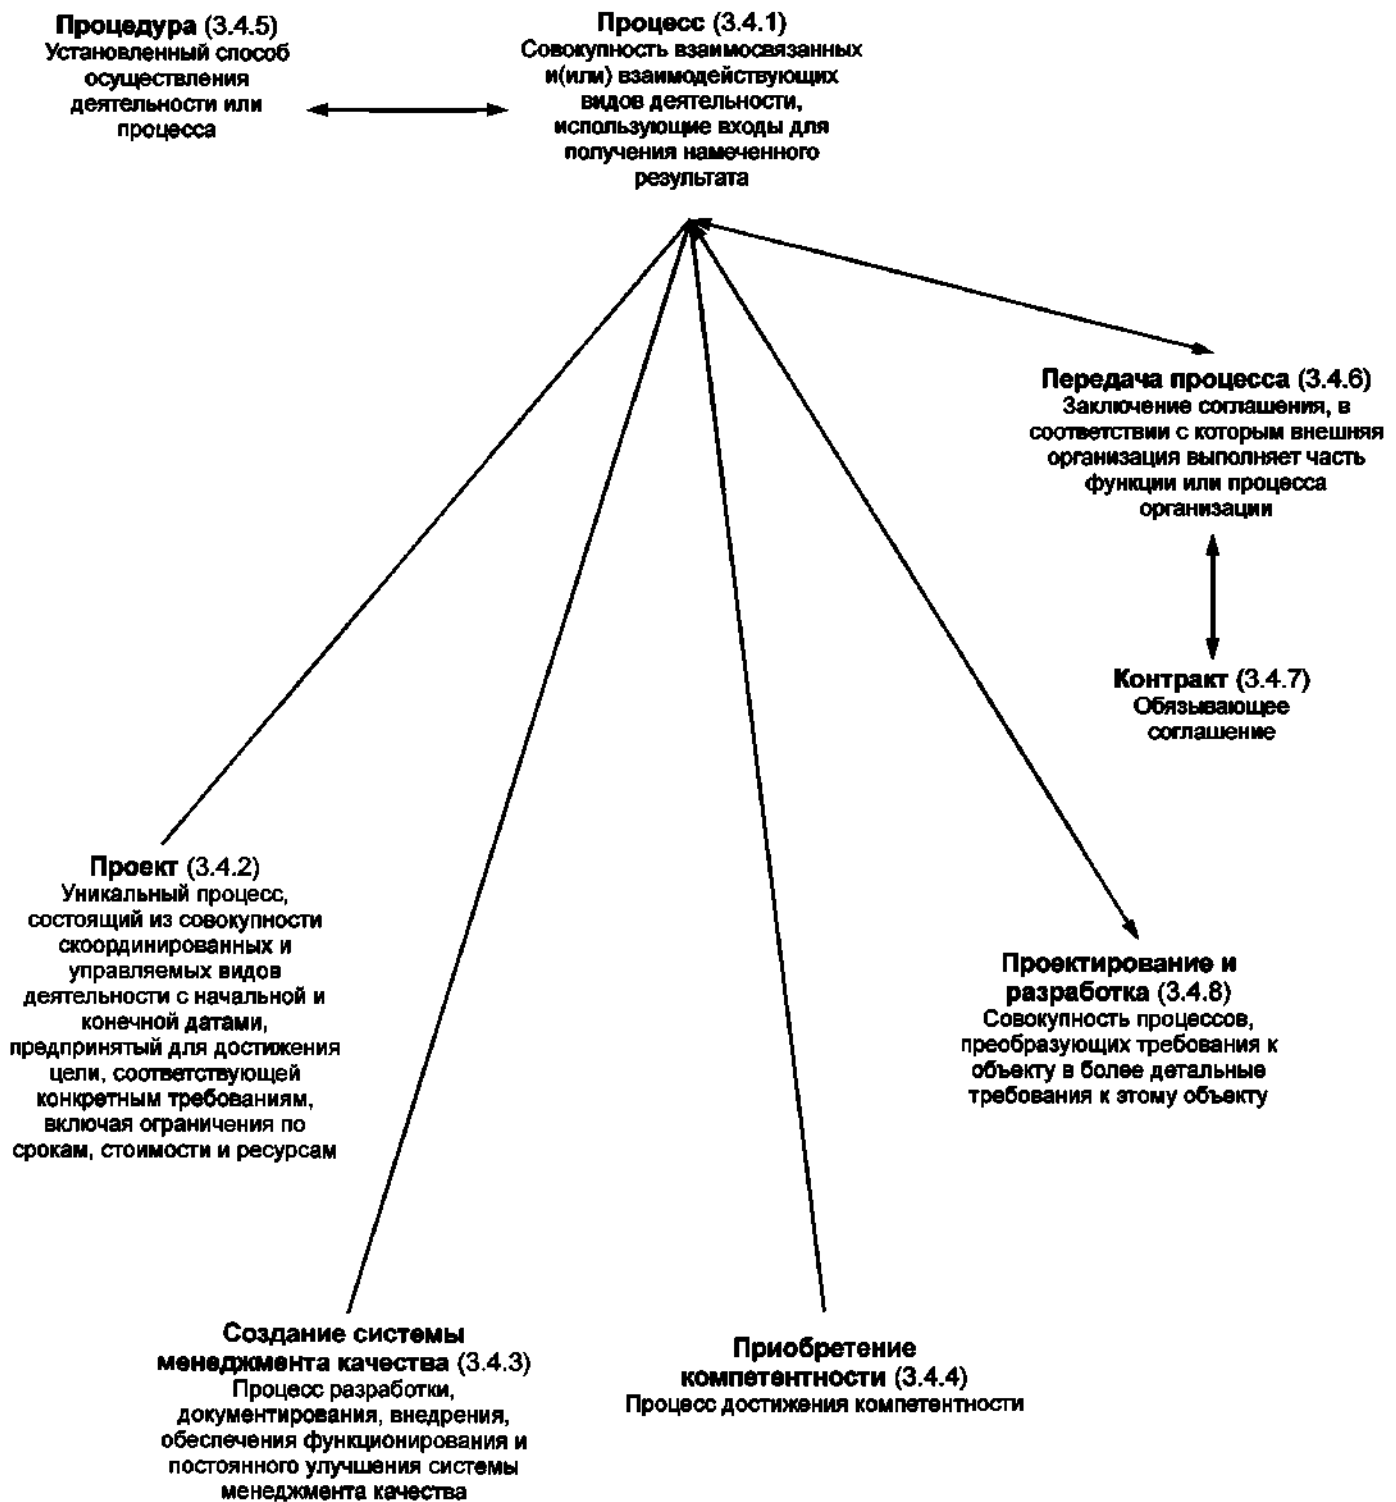 Процедура (3.4.5)
Установленный способ
осуществления
деятельности или
процесса
Процесс (3.4.1)
Совокупность взаимосвязанных
и(или) взаимодействующих
видов деятельности,
использующие входы для
получения намеченного
результата
Передача процесса (3.4.6)
Заключение соглашения, в
соответствии с которым внешняя
организация выполняет часть
функции или процесса
организации
Контракт (3.4.7)
Обязывающее
соглашение
Проект (3.4.2)
Уникальный процесс,
состоящий из совокупности
скоординированных и
управляемых видов
деятельности с начальной и
конечной датами,
предпринятый для достижения
цели, соответствующей
конкретным требованиям,
включая ограничения по
срокам, стоимости и ресурсам
Проектирование и
разработка (3.4.8)
Совокупность процессов,
преобразующих требования к
объекту в более детальные
требования к этому объекту
Создание системы
менеджмента качества (3.4.3)
Процесс разработки,
документирования, внедрения,
обеспечения функционирования и
постоянного улучшения системы
менеджмента качества
Приобретение
компетентности (3.4.4)
Процесс достижения компетентности